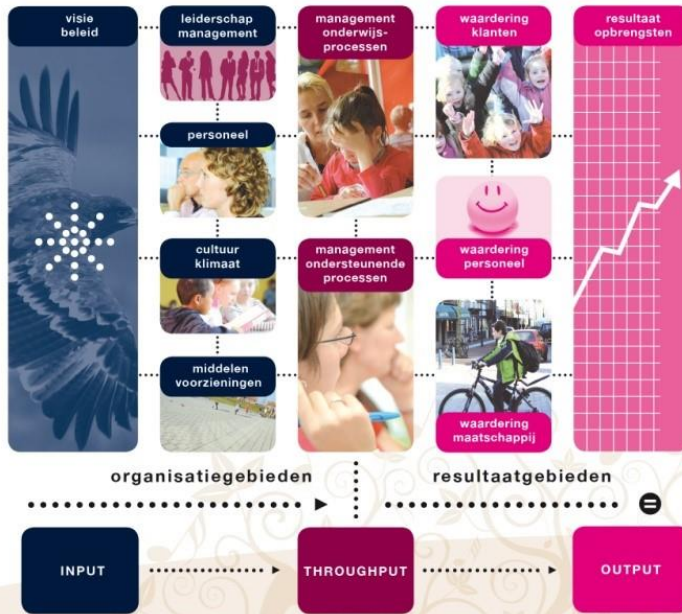 visie
beleid
leiderschap
management
management
onderwijs-
processen
waardering
klanten
resultaat
opbrengsten
personeel
cultuur
klimaat
management
ondersteunende
processen
waardering
personeel
middelen
voorzieningen
waardering
maatschappij
organisatiegebieden
resultaatgebieden
=
INPUT
THROUGHPUT
OUTPUT